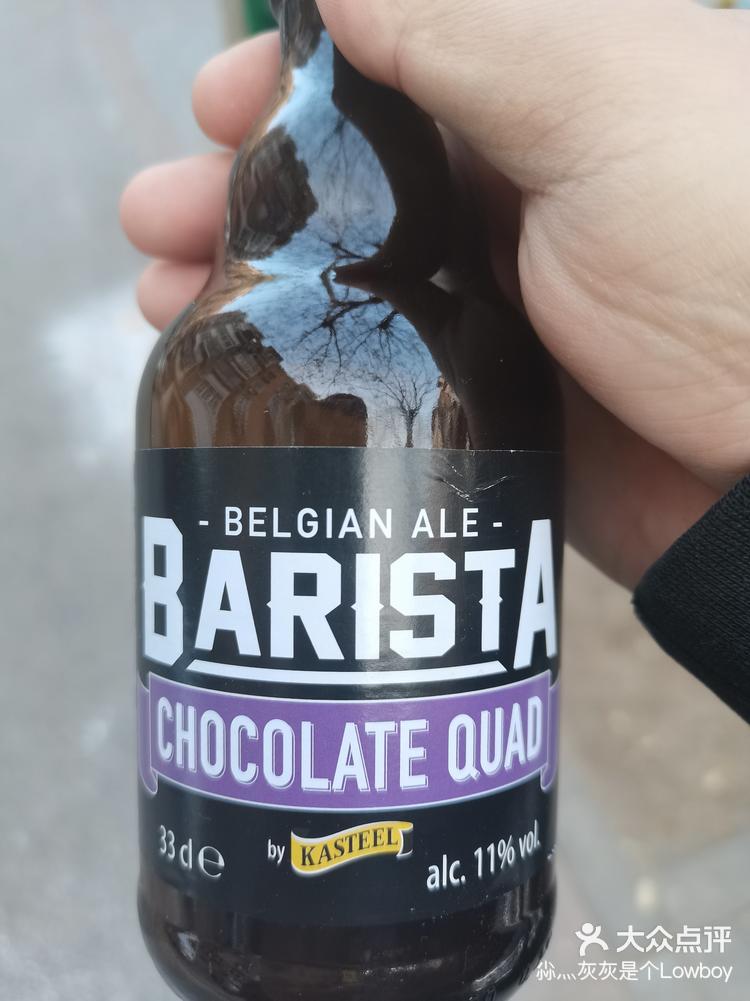 - BELGIAN ALE -
BARISTA
CHOCOLATE QUAD
33 cl e
by KASTEEL
alc. 11% vol.
大众点评
灰灰是个Lowboy